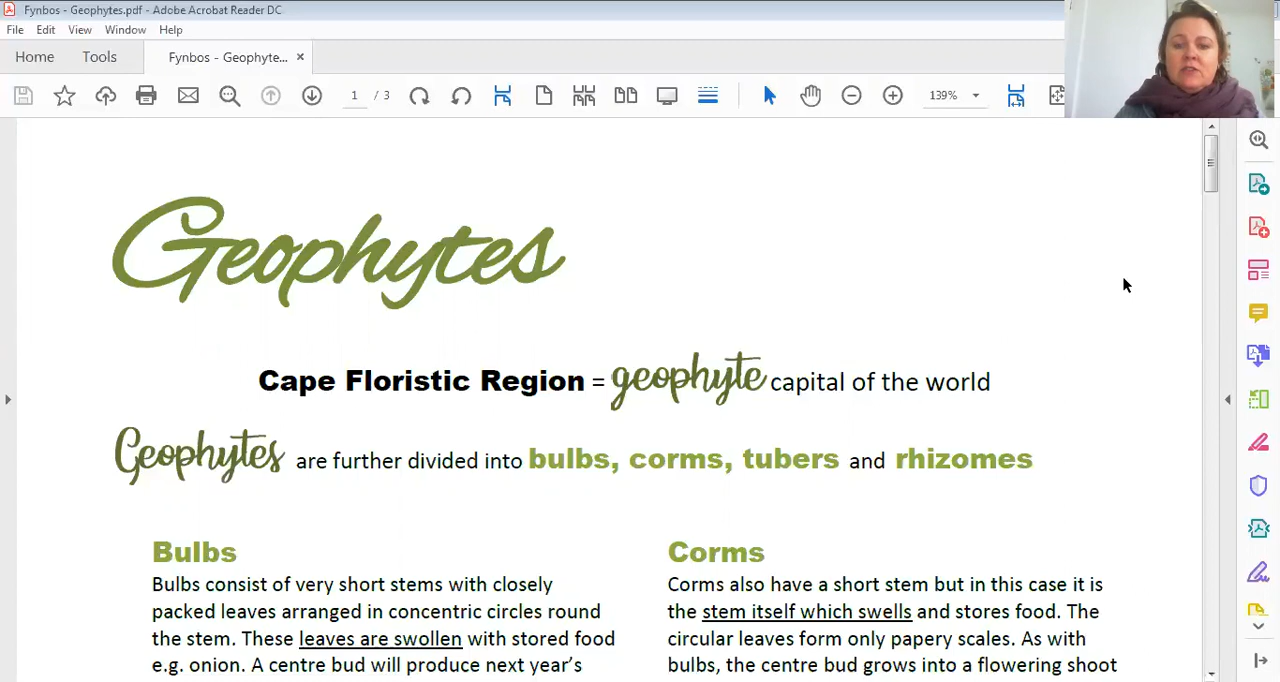 Fynbos - Geophytes.pdf - Adobe Acrobat Reader DC
File Edit View Window Help
Home Tools Fynbos - Geophyte... ×
1 / 3 139%
Geophytes
Cape Floristic Region = geophyte capital of the world
Geophytes are further divided into bulbs, corms, tubers and rhizomes
Bulbs
Bulbs consist of very short stems with closely
packed leaves arranged in concentric circles round
the stem. These leaves are swollen with stored food
e.g. onion. A centre bud will produce next year's
Corms
Corms also have a short stem but in this case it is
the stem itself which swells and stores food. The
circular leaves form only papery scales. As with
bulbs, the centre bud grows into a flowering shoot